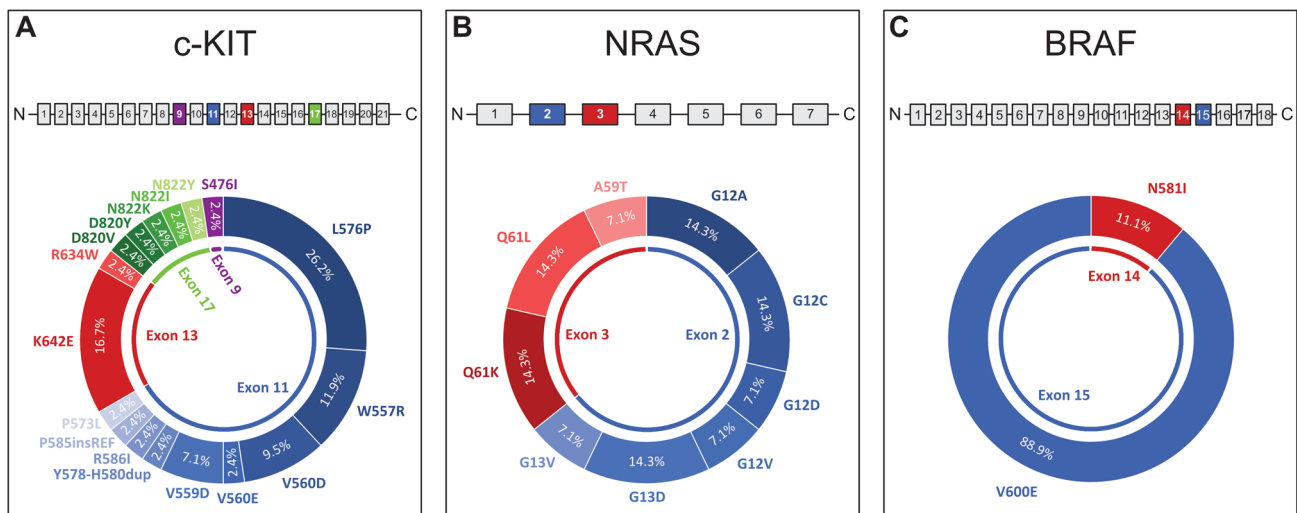 A
c-KIT
N 1 2 3 4 5 6 7 8 9 10 11 12 13 14 15 16 17 18 19 20 21 C
N822Y S476I
N822I
N822K
D820Y
D820V
R634W
K642E
P573L
P585insREF
R586I
Y578-H580dup
V559D
V560E
V560D
W557R
L576P
2.4%
2.4%
2.4%
2.4%
2.4%
2.4%
2.4%
16.7%
2.4%
2.4%
2.4%
2.4%
7.1%
2.4%
9.5%
11.9%
26.2%
Exon 9
Exon 17
Exon 13
Exon 11
B
NRAS
N 1 2 3 4 5 6 7 C
A59T
G12A
Q61L
G12C
Q61K
G12D
G13V
G12V
G13D
7.1%
14.3%
14.3%
14.3%
14.3%
7.1%
7.1%
7.1%
14.3%
Exon 3
Exon 2
C
BRAF
N 1 2 3 4 5 6 7 8 9 10 11 12 13 14 15 16 17 18 C
N581I
11.1%
Exon 14
Exon 15
88.9%
V600E